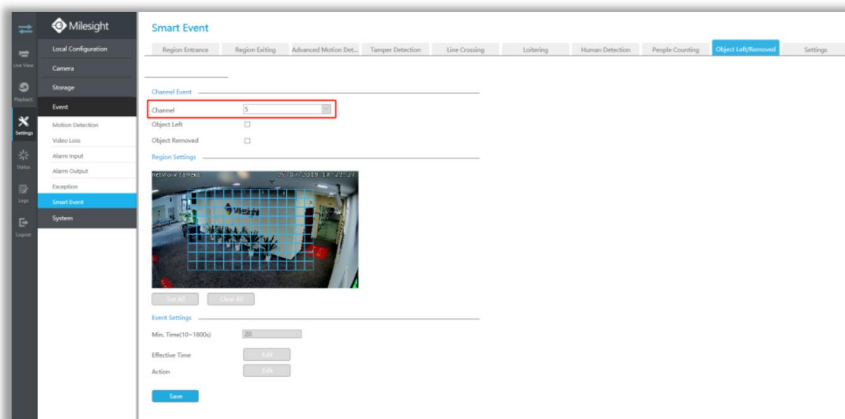 Milesight
Smart Event
Local Configuration
Region Entrance
Region Exiting
Advanced Motion Det...
Tamper Detection
Line Crossing
Loitering
Human Detection
People Counting
Object Left/Removed
Settings
Live View
Camera
Storage
Playback
Channel Event
Event
Channel
5
Settings
Motion Detection
Object Left
Video Loss
Object Removed
Alarm Input
Region Settings
Status
Alarm Output
Exception
Logs
Smart Event
System
Logout
Set All
Clear All
Event Settings
Min. Time(10~1800s)
20
Effective Time
Edit
Action
Edit
Save